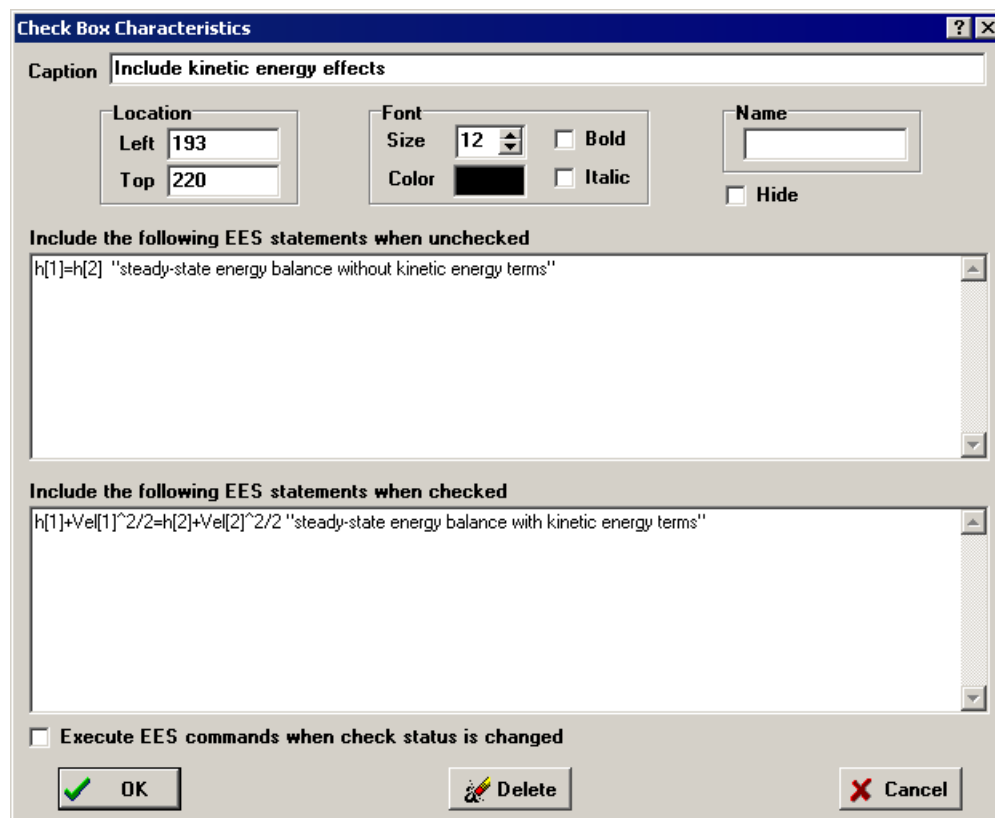 Check Box Characteristics
Caption Include kinetic energy effects
Location Font Name
Left 193 Size 12 Bold
Top 220 Color Italic
Hide
Include the following EES statements when unchecked
h[1]=h[2] "steady-state energy balance without kinetic energy terms"
Include the following EES statements when checked
h[1]+Vel[1]^2/2=h[2]+Vel[2]^2/2 "steady-state energy balance with kinetic energy terms"
Execute EES commands when check status is changed
OK Delete Cancel